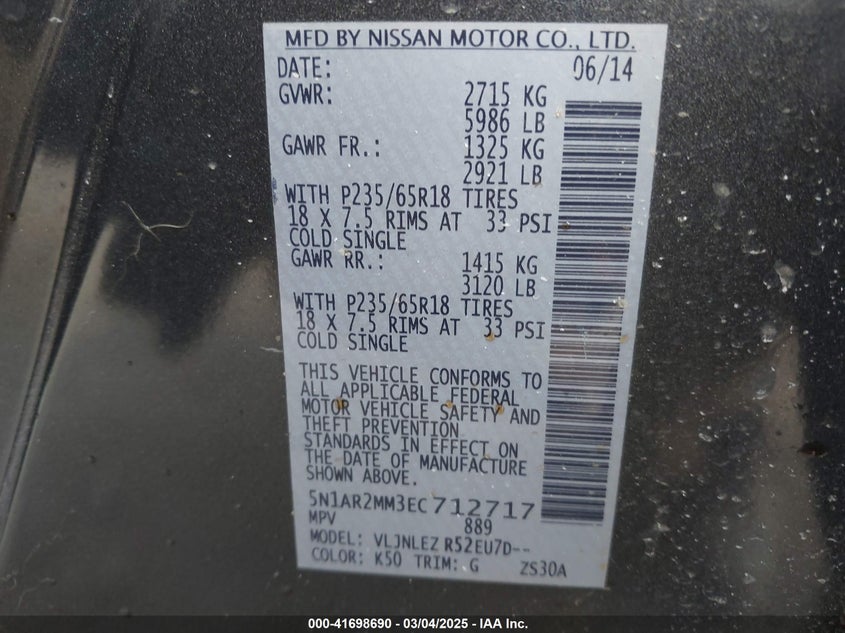 MFD BY NISSAN MOTOR CO., LTD.
DATE: 06/14
GVWR: 2715 KG
5986 LB
GAWR FR.: 1325 KG
2921 LB
WITH P235/65R18 TIRES
18 X 7.5 RIMS AT 33 PSI
COLD SINGLE
GAWR RR.: 1415 KG
3120 LB
WITH P235/65R18 TIRES
18 X 7.5 RIMS AT 33 PSI
COLD SINGLE
THIS VEHICLE CONFORMS TO
ALL APPLICABLE FEDERAL
MOTOR VEHICLE SAFETY AND
THEFT PREVENTION
STANDARDS IN EFFECT ON
THE DATE OF MANUFACTURE
SHOWN ABOVE.
5N1AR2MM3EC712717
MPV 889
MODEL: VLJNLEZ R52EU7D--
COLOR: K50 TRIM: G ZS30A
000-41698690 - 03/04/2025 - IAA Inc.